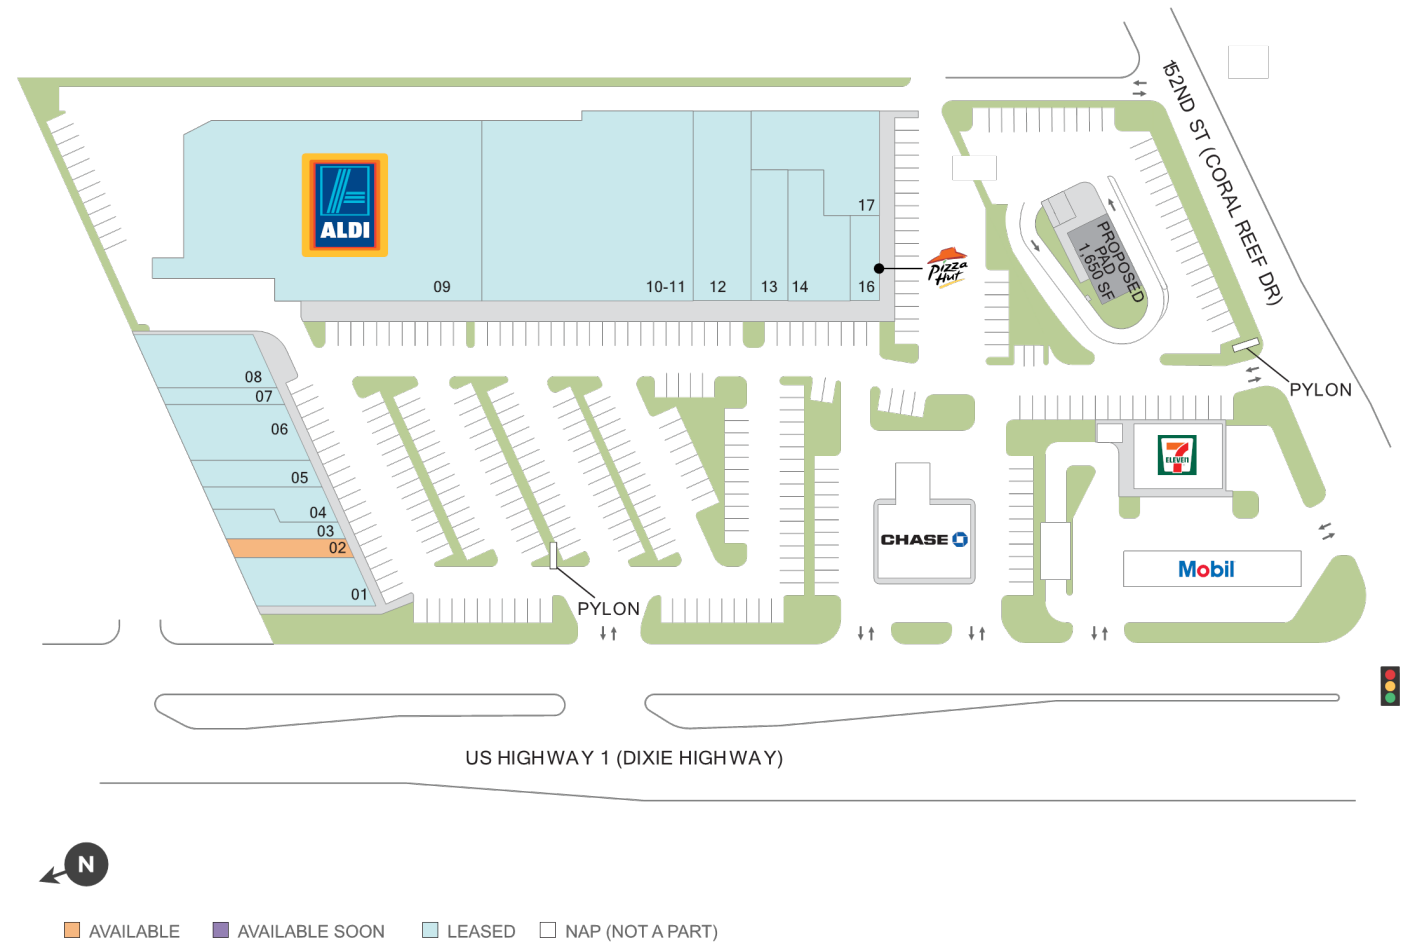 152ND ST (CORAL REEF DR)
ALDI
17
Pizza
Hut
PROPOSED
PAD
1,650 SF
09
10-11
12
13
14
16
08
07
06
05
04
03
02
01
PYLON
7
ELEVEn
CHASE
Mobil
PYLON
US HIGHWAY 1 (DIXIE HIGHWAY)
N
AVAILABLE
AVAILABLE SOON
LEASED
NAP (NOT A PART)